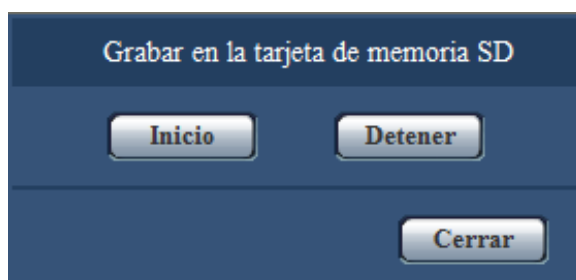 Grabar en la tarjeta de memoria SD
Inicio Detener
Cerrar